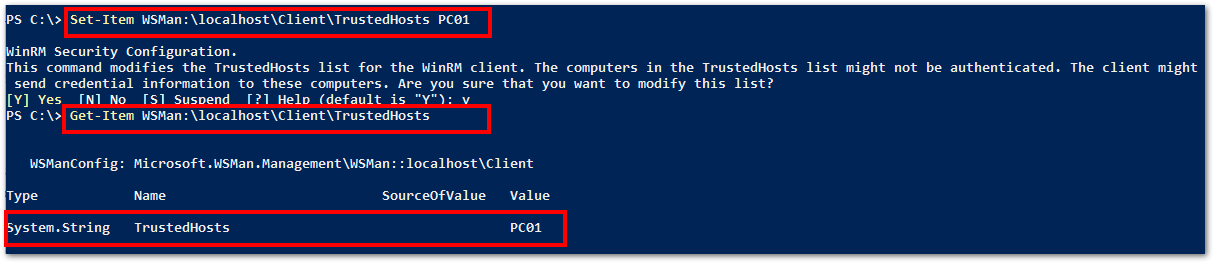 PS C:\> Set-Item WSMan:\localhost\Client\TrustedHosts PC01
WinRM Security Configuration.
This command modifies the TrustedHosts list for the WinRM client. The computers in the TrustedHosts list might not be authenticated. The client might
send credential information to these computers. Are you sure that you want to modify this list?
[Y] Yes  [N] No  [S] Suspend  [?] Help (default is "Y"): y
PS C:\> Get-Item WSMan:\localhost\Client\TrustedHosts
WSManConfig: Microsoft.WSMan.Management\WSMan::localhost\Client
Type Name SourceOfValue Value
System.String TrustedHosts PC01